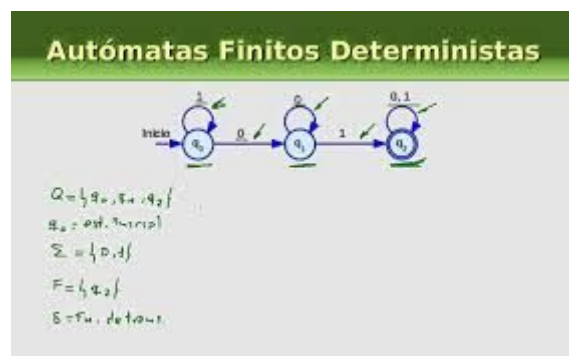 Autómatas Finitos Deterministas
1 0 0, 1
Inicio q₀ 0 q₁ 1 q₂
Q={q₀,q₁,q₂}
q₀: est. inicial
Σ = {0,1}
F={q₂}
δ=Fu. de trans.